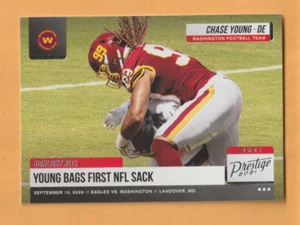 CHASE YOUNG · DE
WASHINGTON FOOTBALL TEAM
99
YOUNG BAGS FIRST NFL SACK
SEPTEMBER 13, 2020 // EAGLES VS. WASHINGTON // LANDOVER, MD
Prestige
2021